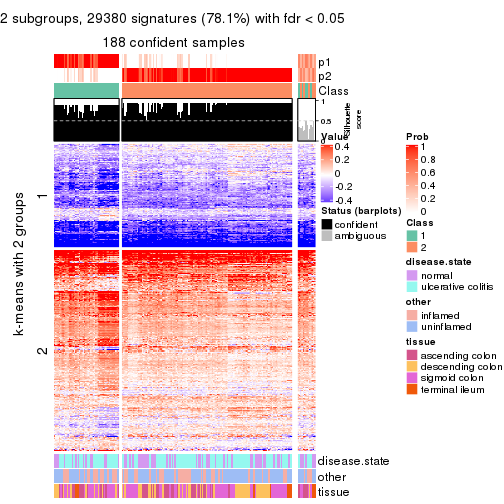 2 subgroups, 29380 signatures (78.1%) with fdr < 0.05
188 confident samples
p1
p2
Class
1
0.5
0
Silhouette
score
k-means with 2 groups
1
2
Value
0.4
0.2
0
-0.2
-0.4
Status (barplots)
confident
ambiguous
Prob
1
0.8
0.6
0.4
0.2
0
Class
1
2
disease.state
normal
ulcerative colitis
other
inflamed
uninflamed
tissue
ascending colon
descending colon
sigmoid colon
terminal ileum
disease.state
other
tissue